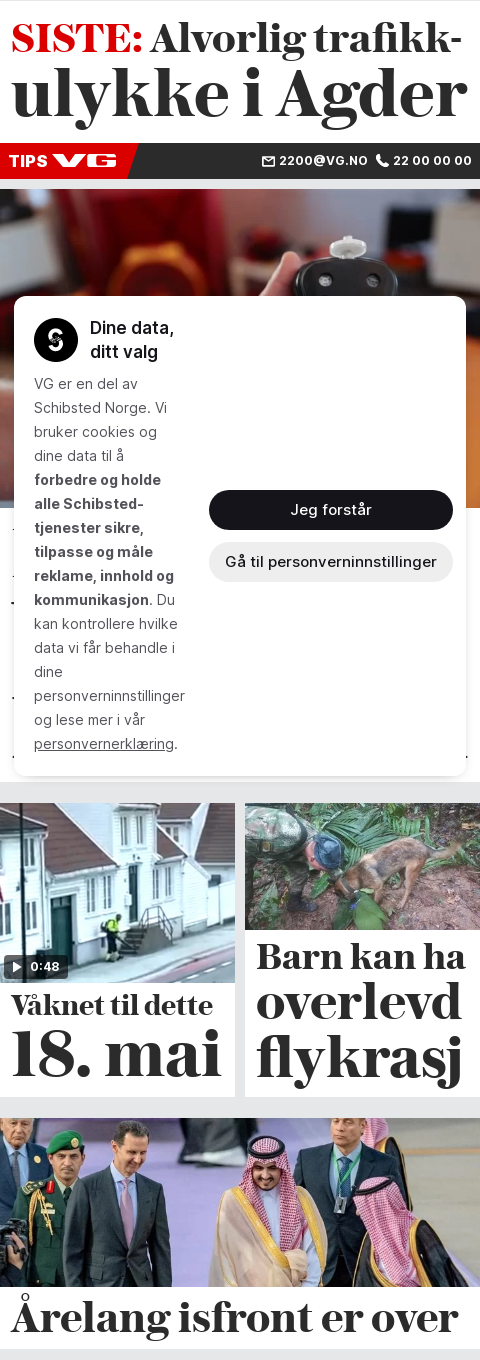 SISTE: Alvorlig trafikk-
ulykke i Agder
TIPS VG
2200@VG.NO 22 00 00 00
Dine data,
ditt valg
VG er en del av
Schibsted Norge. Vi
bruker cookies og
dine data til å
forbedre og holde
alle Schibsted-
tjenester sikre,
tilpasse og måle
reklame, innhold og
kommunikasjon. Du
kan kontrollere hvilke
data vi får behandle i
dine
personverninnstillinger
og lese mer i vår
personvernerklæring.
Jeg forstår
Gå til personverninnstillinger
0:48
Våknet til dette
18. mai
Barn kan ha
overlevd
flykrasj
Årelang isfront er over